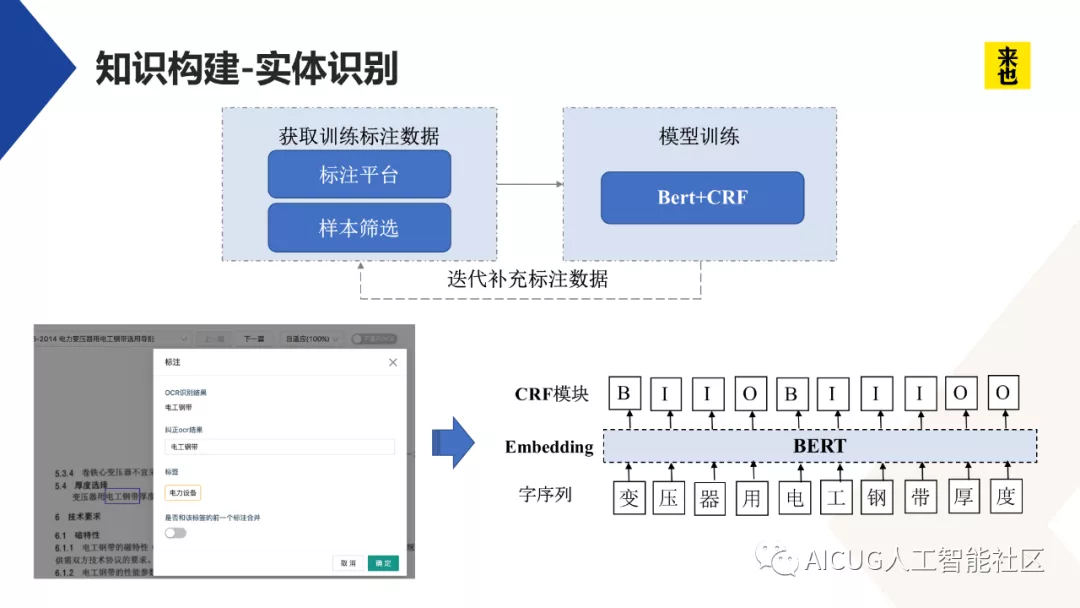 知识构建-实体识别
来
也
获取训练标注数据
标注平台
样本筛选
模型训练
Bert+CRF
迭代补充标注数据
-2014 电力变压器用电工钢带选用导则
下一篇
自适应(100%)
标注
OCR识别结果
电工钢带
纠正ocr结果
电工钢带
标签
电力设备
是否和该标签的前一个标注合并
取 消
确 定
5.3.4 卷铁心变压器不宜采
5.4 厚度选择
变压器用电工钢带厚度
6 技术要求
6.1 磁特性
6.1.1 电工钢带的磁特性
供需双方技术协议的要求。
6.1.2 电工钢带的性能参数
CRF模块 B I I O B I I I O O
Embedding BERT
字序列 变 压 器 用 电 工 钢 带 厚 度
AICUG人工智能社区